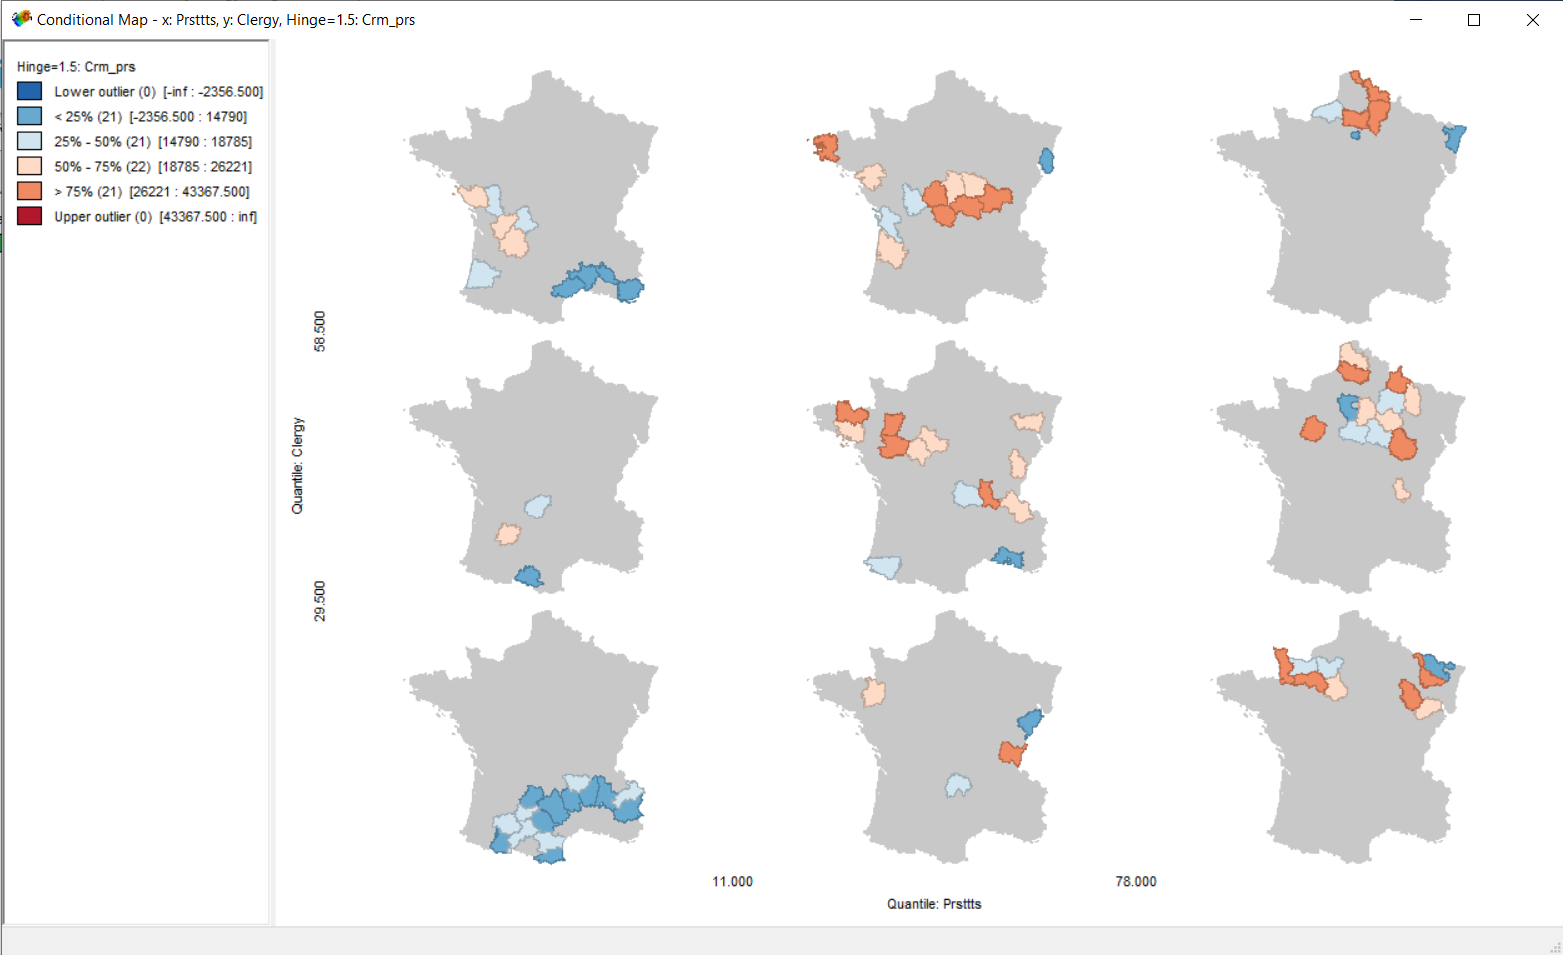 Conditional Map - x: Prsttts, y: Clergy, Hinge=1.5: Crm_prs
Hinge=1.5: Crm_prs
Lower outlier (0) [-inf : -2356.500]
< 25% (21) [-2356.500 : 14790]
25% - 50% (21) [14790 : 18785]
50% - 75% (22) [18785 : 26221]
> 75% (21) [26221 : 43367.500]
Upper outlier (0) [43367.500 : inf]
58.500
Quantile: Clergy
29.500
11.000
78.000
Quantile: Prsttts